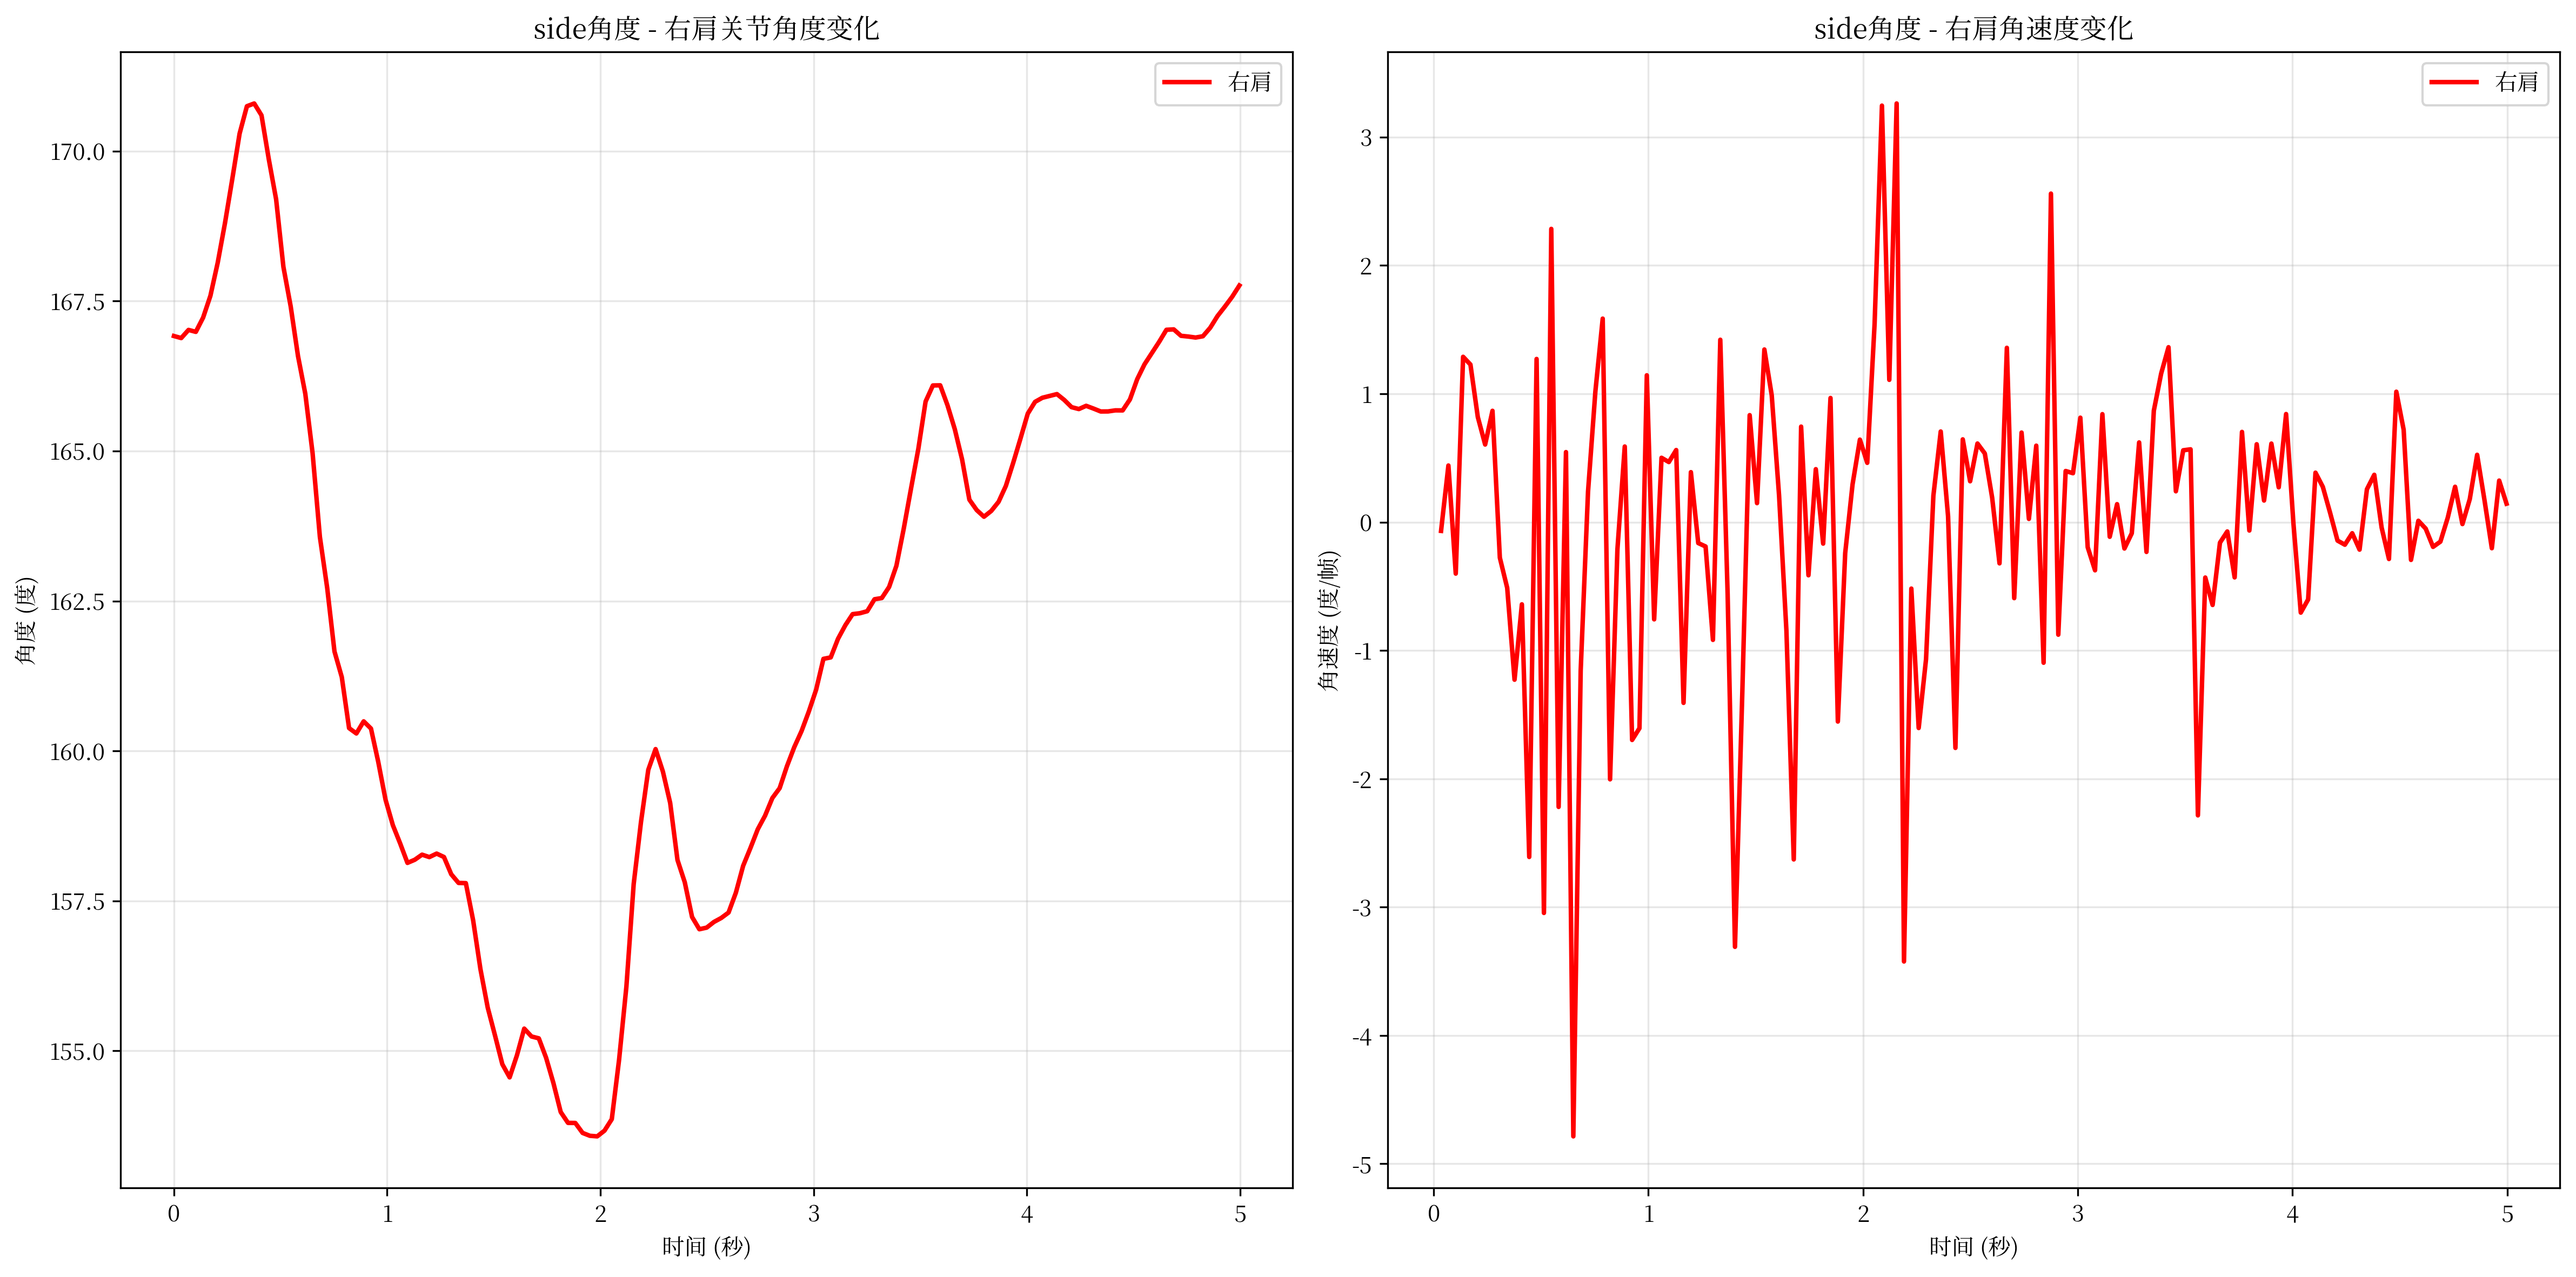 side角度 - 右肩关节角度变化
右肩
角度 (度)
170.0
167.5
165.0
162.5
160.0
157.5
155.0
0 1 2 3 4 5
时间 (秒)
side角度 - 右肩角速度变化
右肩
角速度 (度/帧)
3
2
1
0
-1
-2
-3
-4
-5
0 1 2 3 4 5
时间 (秒)